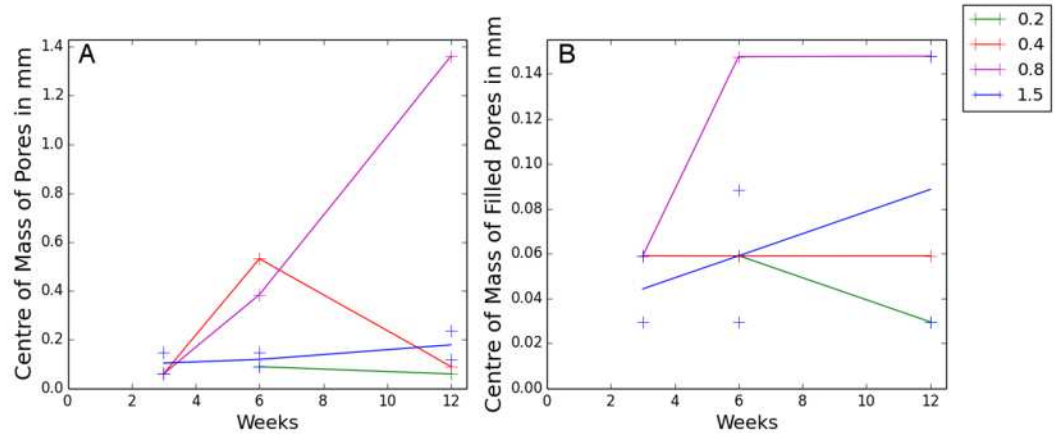 A
Centre of Mass of Pores in mm
1.4
1.2
1.0
0.8
0.6
0.4
0.2
0.0
0 2 4 6 8 10 12
Weeks
B
Centre of Mass of Filled Pores in mm
0.14
0.12
0.10
0.08
0.06
0.04
0.02
0.00
0 2 4 6 8 10 12
Weeks
0.2
0.4
0.8
1.5